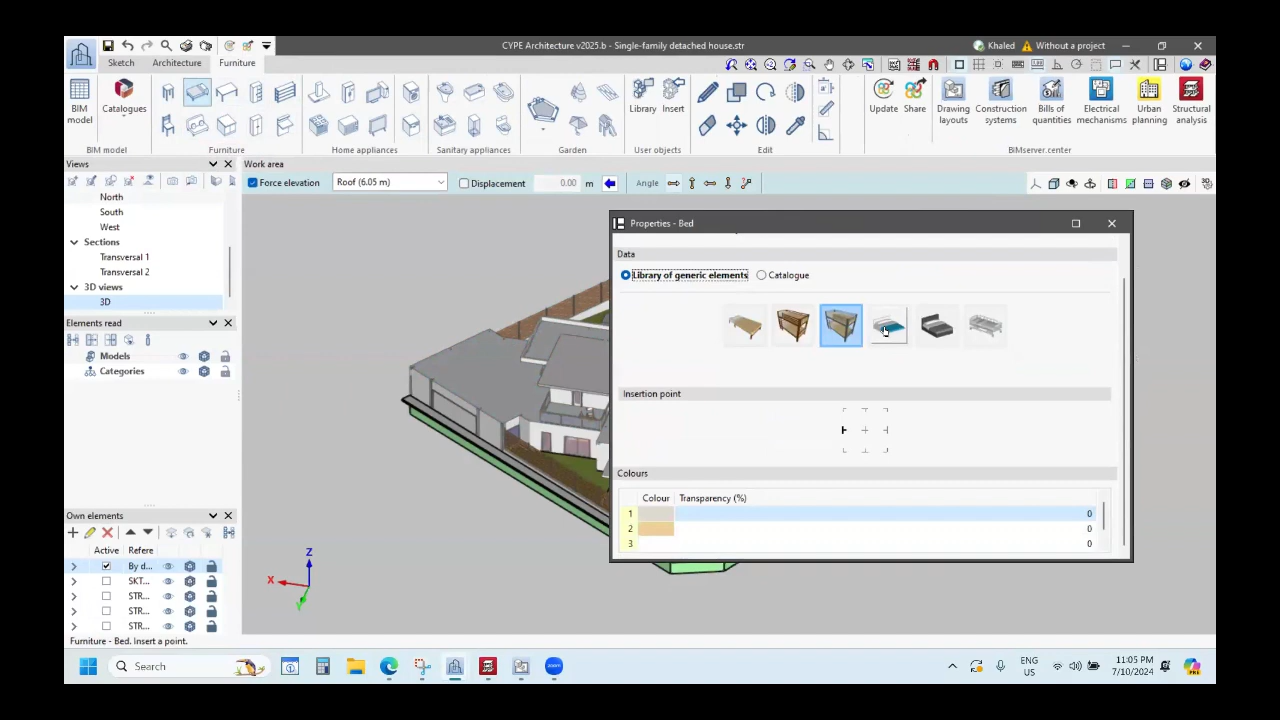 CYPE Architecture v2025.b - Single-family detached house.str
Khaled
Without a project
Sketch
Architecture
Furniture
BIM model
Catalogues
Library
Insert
Update
Share
Drawing layouts
Construction systems
Bills of quantities
Electrical mechanisms
Urban planning
Structural analysis
BIM model
Furniture
Home appliances
Sanitary appliances
Garden
User objects
Edit
BIMserver.center
Views
Work area
Force elevation
Roof (6.05 m)
Displacement
0.00
m
Angle
North
South
West
Sections
Transversal 1
Transversal 2
3D views
3D
Elements read
Models
Categories
Own elements
Active
Refere
By d...
SKT...
STR...
STR...
STR...
Properties - Bed
Data
Library of generic elements
Catalogue
Insertion point
Colours
Colour
Transparency (%)
1
0
2
0
3
0
Z
X
Y
Furniture - Bed. Insert a point.
Search
zoom
ENG
US
11:05 PM
7/10/2024
PRE